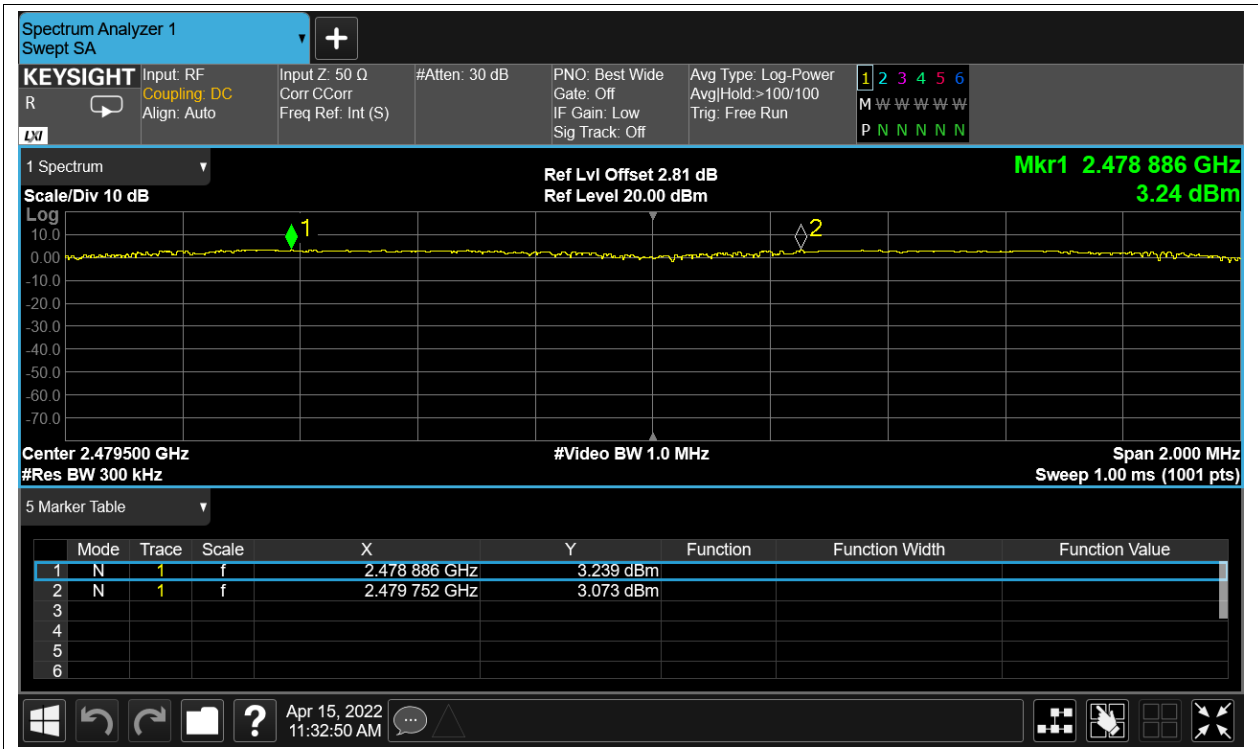 Spectrum Analyzer 1
Swept SA
KEYSIGHT Input: RF Input Z: 50 Ω #Atten: 30 dB PNO: Best Wide Avg Type: Log-Power 1 2 3 4 5 6
R Coupling: DC Corr CCorr Gate: Off Avg|Hold:>100/100 M W W W W W
Align: Auto Freq Ref: Int (S) IF Gain: Low Trig: Free Run
LXI Sig Track: Off P N N N N N
1 Spectrum Ref Lvl Offset 2.81 dB Mkr1 2.478 886 GHz
Scale/Div 10 dB Ref Level 20.00 dBm 3.24 dBm
Log
10.0 1 2
0.00
-10.0
-20.0
-30.0
-40.0
-50.0
-60.0
-70.0
Center 2.479500 GHz #Video BW 1.0 MHz Span 2.000 MHz
#Res BW 300 kHz Sweep 1.00 ms (1001 pts)
5 Marker Table
Mode Trace Scale X Y Function Function Width Function Value
1 N 1 f 2.478 886 GHz 3.239 dBm
2 N 1 f 2.479 752 GHz 3.073 dBm
3
4
5
6
? Apr 15, 2022
11:32:50 AM